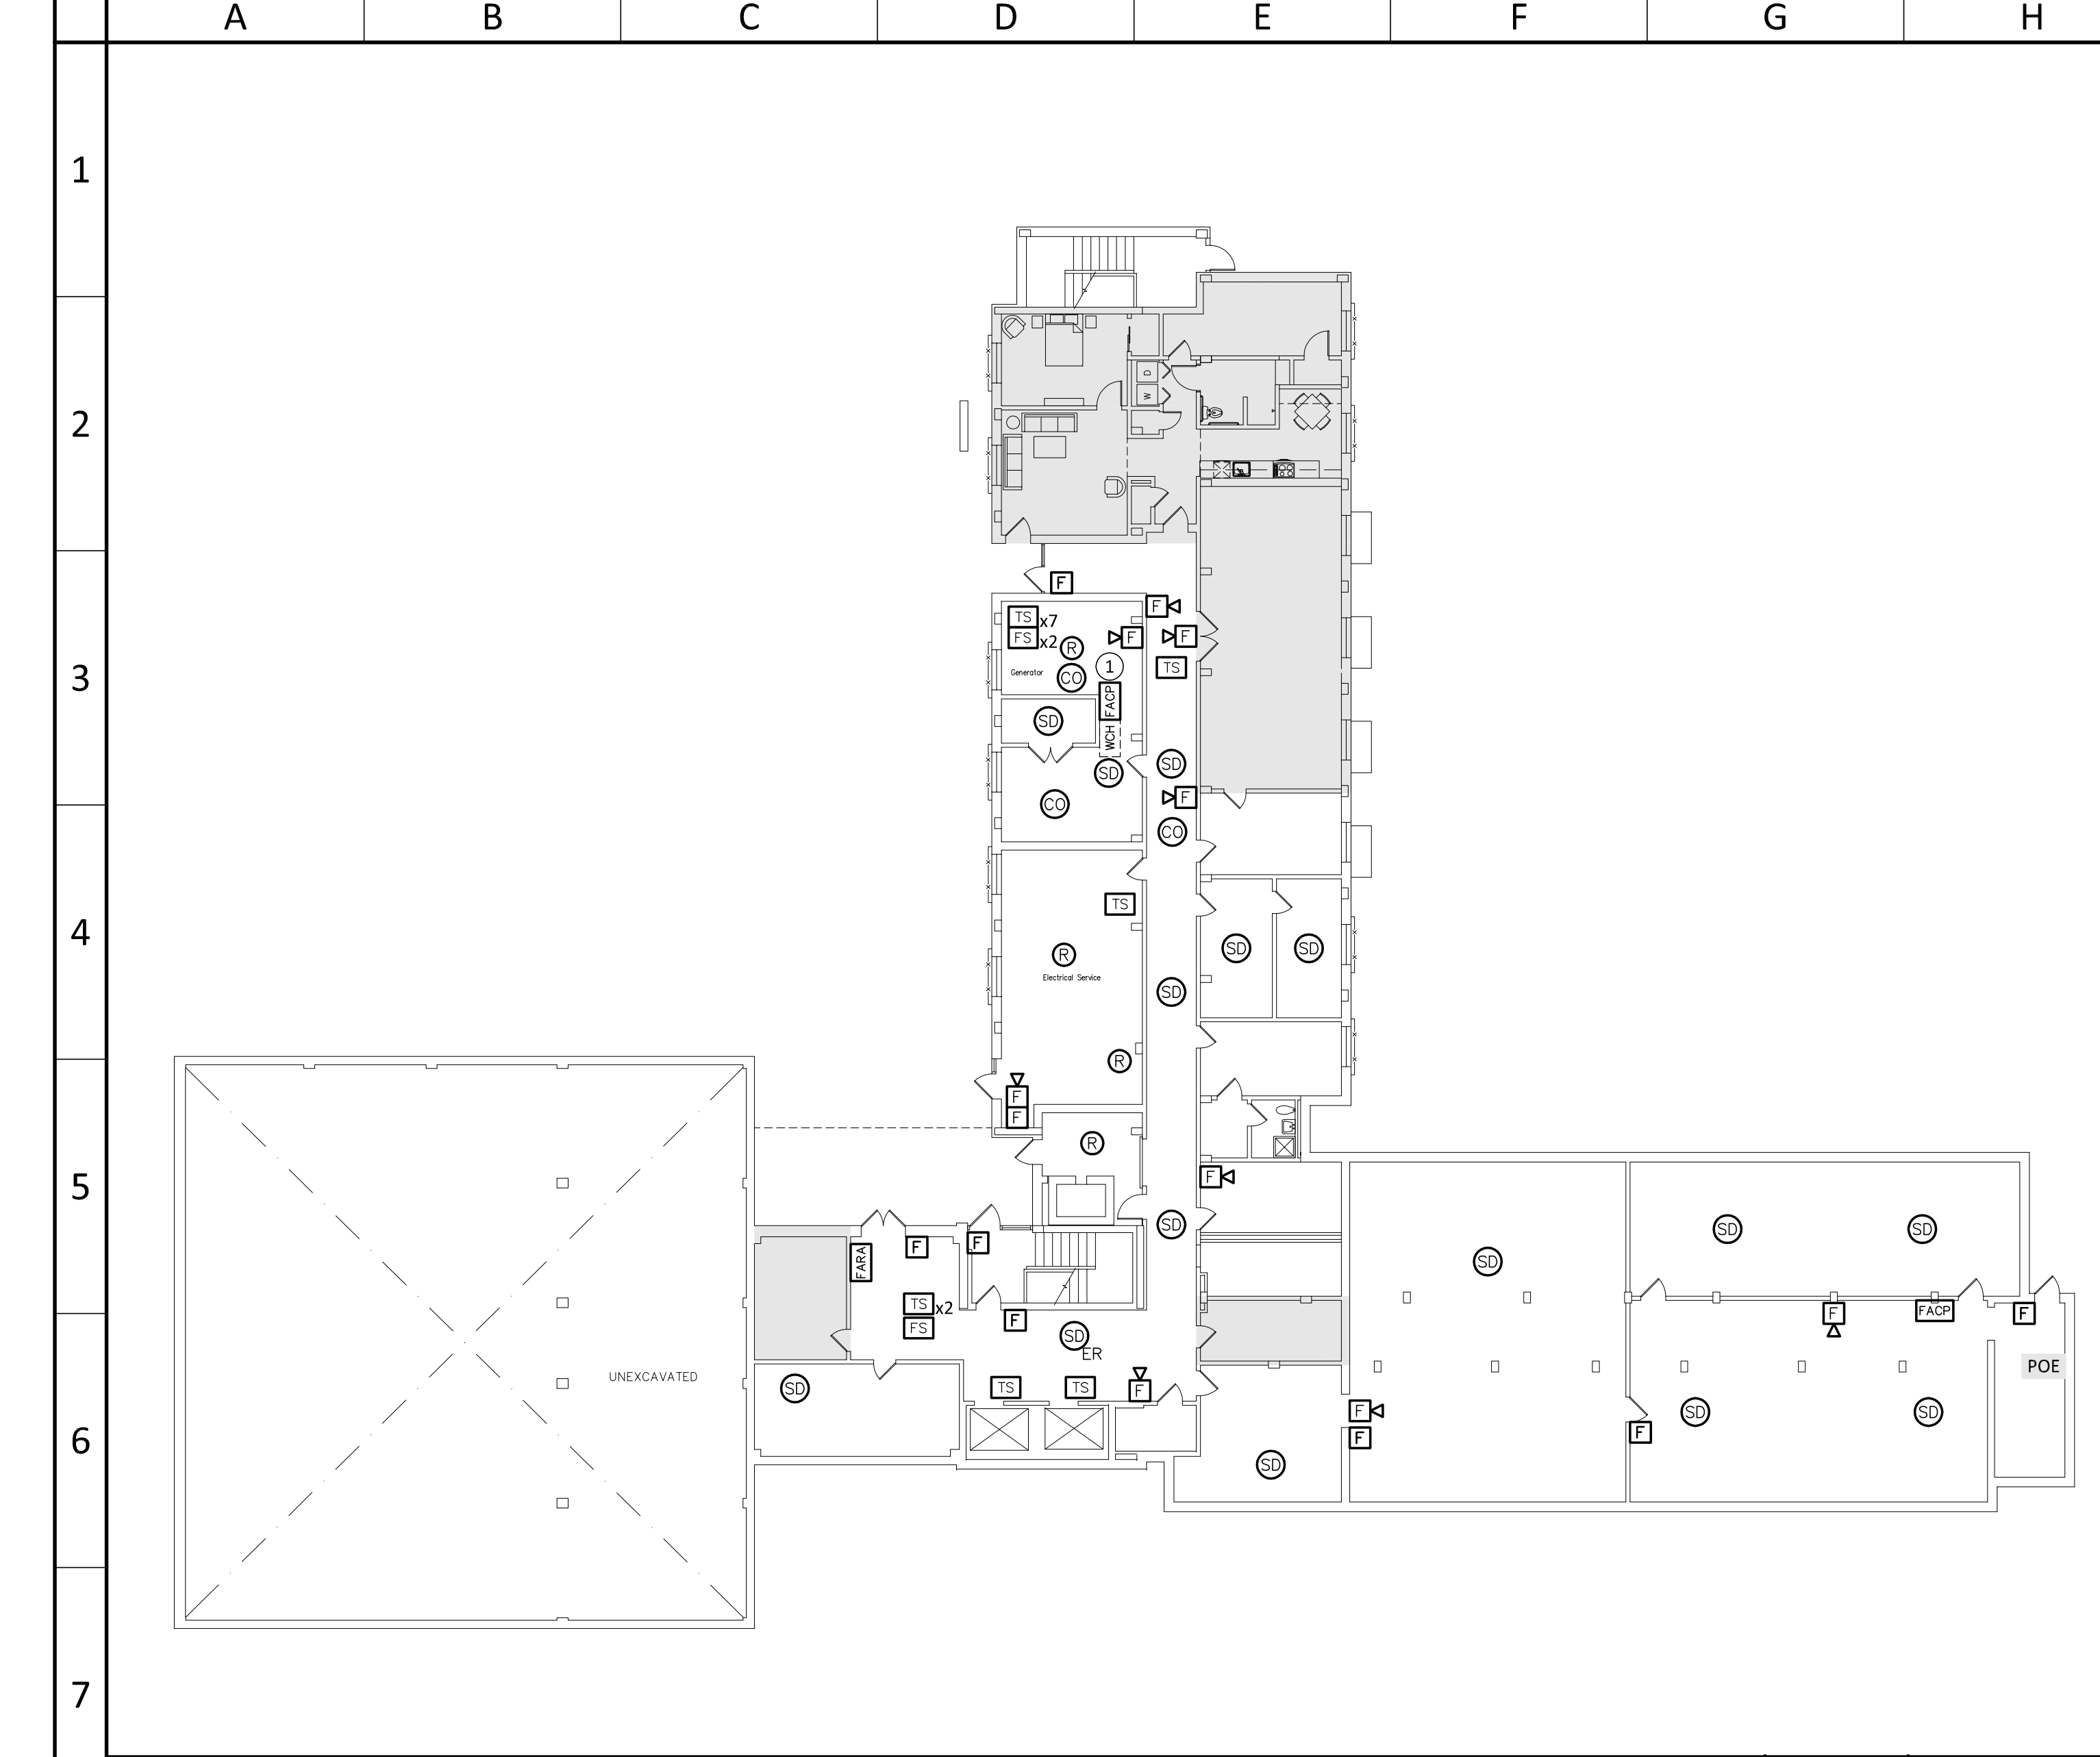 A B C D E F G H
1
2
D
W
3
F
F
TS x7
FS x2
F
F
R
1
TS
Generator
CO
FACP
SD
WCH
SD
SD
F
CO
CO
4
TS
SD
SD
R
Electrical Service
SD
R
F
F
5
R
F
SD
SD
SD
F
F
FARA
SD
TS x2
FS
F
F
FACP
F
SD
ER
POE
UNEXCAVATED
TS
TS
F
SD
6
F
SD
SD
F
F
SD
7